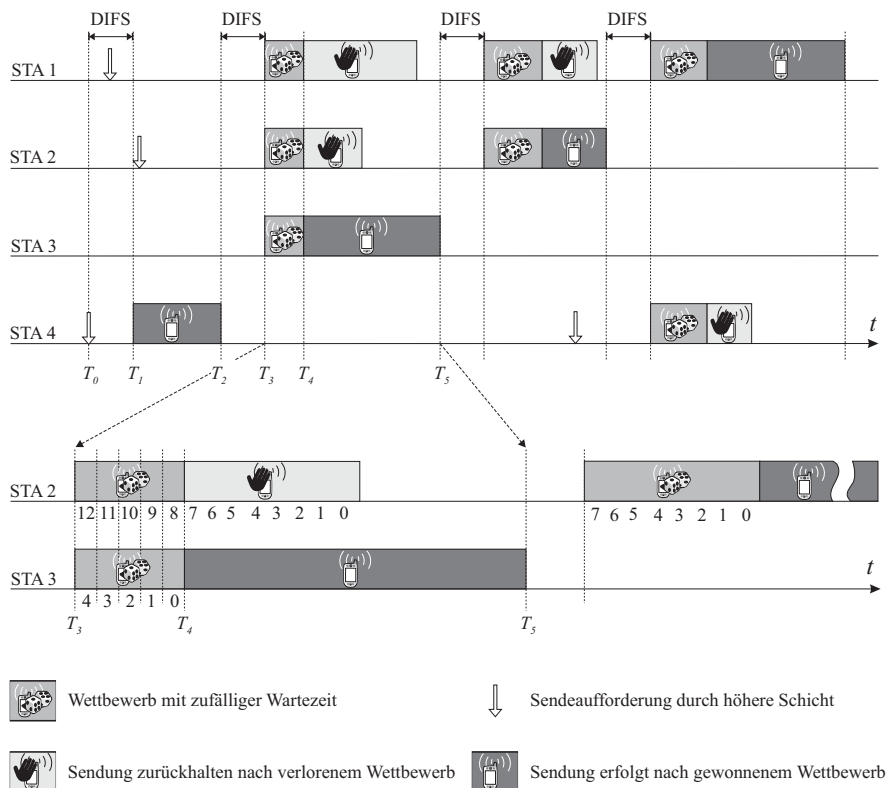 DIFS DIFS DIFS DIFS
STA 1
STA 2
STA 3
STA 4
t
T0 T1 T2 T3 T4 T5
STA 2
12 11 10 9 8 7 6 5 4 3 2 1 0 7 6 5 4 3 2 1 0
STA 3
t
4 3 2 1 0
T3 T4 T5
Wettbewerb mit zufälliger Wartezeit
Sendeaufforderung durch höhere Schicht
Sendung zurückhalten nach verlorenem Wettbewerb
Sendung erfolgt nach gewonnenem Wettbewerb